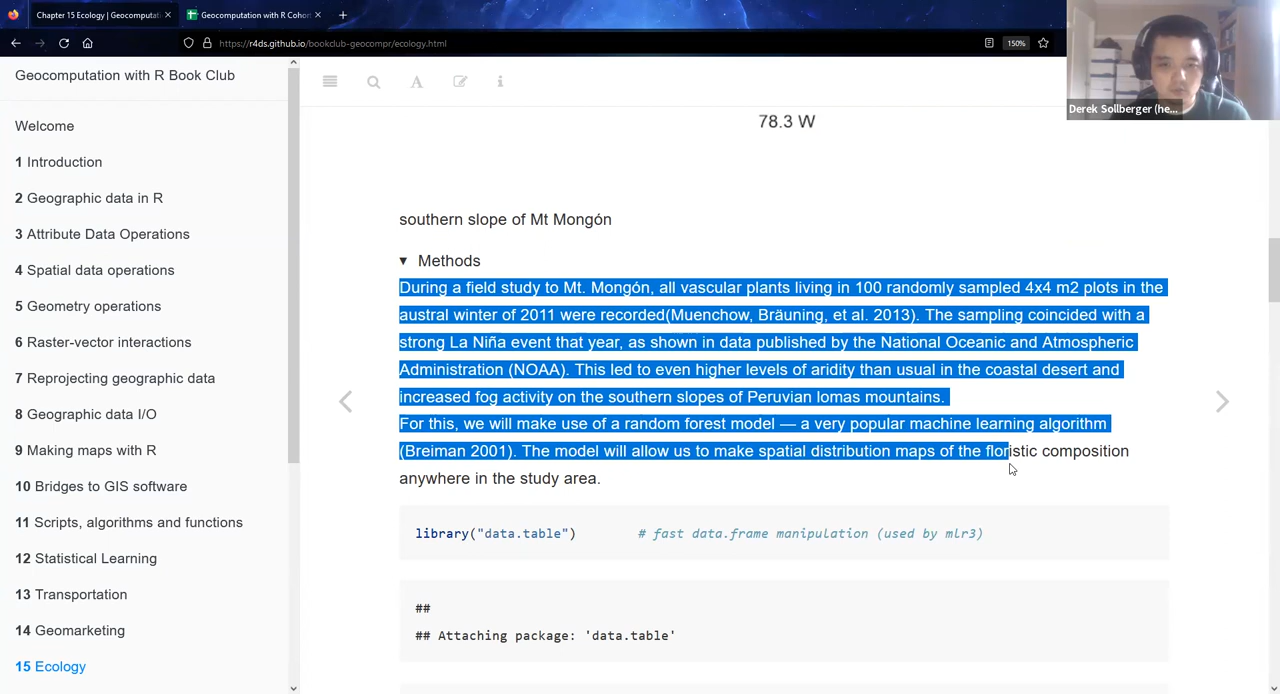 Chapter 15 Ecology | Geocomputati
Geocomputation with R Cohor
https://r4ds.github.io/bookclub-geocompr/ecology.html
150%
Derek Sollberger (he...
Geocomputation with R Book Club
Welcome
1 Introduction
2 Geographic data in R
3 Attribute Data Operations
4 Spatial data operations
5 Geometry operations
6 Raster-vector interactions
7 Reprojecting geographic data
8 Geographic data I/O
9 Making maps with R
10 Bridges to GIS software
11 Scripts, algorithms and functions
12 Statistical Learning
13 Transportation
14 Geomarketing
15 Ecology
78.3 W
southern slope of Mt Mongón
▼ Methods
During a field study to Mt. Mongón, all vascular plants living in 100 randomly sampled 4x4 m2 plots in the
austral winter of 2011 were recorded(Muenchow, Bräuning, et al. 2013). The sampling coincided with a
strong La Niña event that year, as shown in data published by the National Oceanic and Atmospheric
Administration (NOAA). This led to even higher levels of aridity than usual in the coastal desert and
increased fog activity on the southern slopes of Peruvian lomas mountains.
For this, we will make use of a random forest model — a very popular machine learning algorithm
(Breiman 2001). The model will allow us to make spatial distribution maps of the floristic composition
anywhere in the study area.
library("data.table") # fast data.frame manipulation (used by mlr3)
##
## Attaching package: 'data.table'